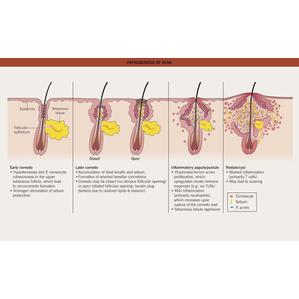 PATHOGENESIS OF ACNE
Epidermis
Sebaceous
lobule
Follicular
epithelium
Closed
Open
Early comedo
• Hyperkeratosis and ↑ corneocyte
cohesiveness in the upper
sebaceous follicle, which lead
to microcomedo formation
• Androgen stimulation of sebum
production
Later comedo
• Accumulation of shed keratin and sebum
• Formation of whorled lamellar concretions
• Comedo may be closed (no obvious follicular opening)
or open (dilated follicular opening; keratin plug
darkens due to oxidized lipids & melanin)
Inflammatory papule/pustule
• Propionibacterium acnes
proliferation, which
upregulates innate immune
responses (e.g. via TLRs)
• Mild inflammation
(primarily neutrophils),
which increases upon
rupture of the comedo wall
• Sebaceous lobule regression
Nodule/cyst
• Marked inflammation
(primarily T cells)
• May lead to scarring
Corneocyte
Sebum
P. acnes